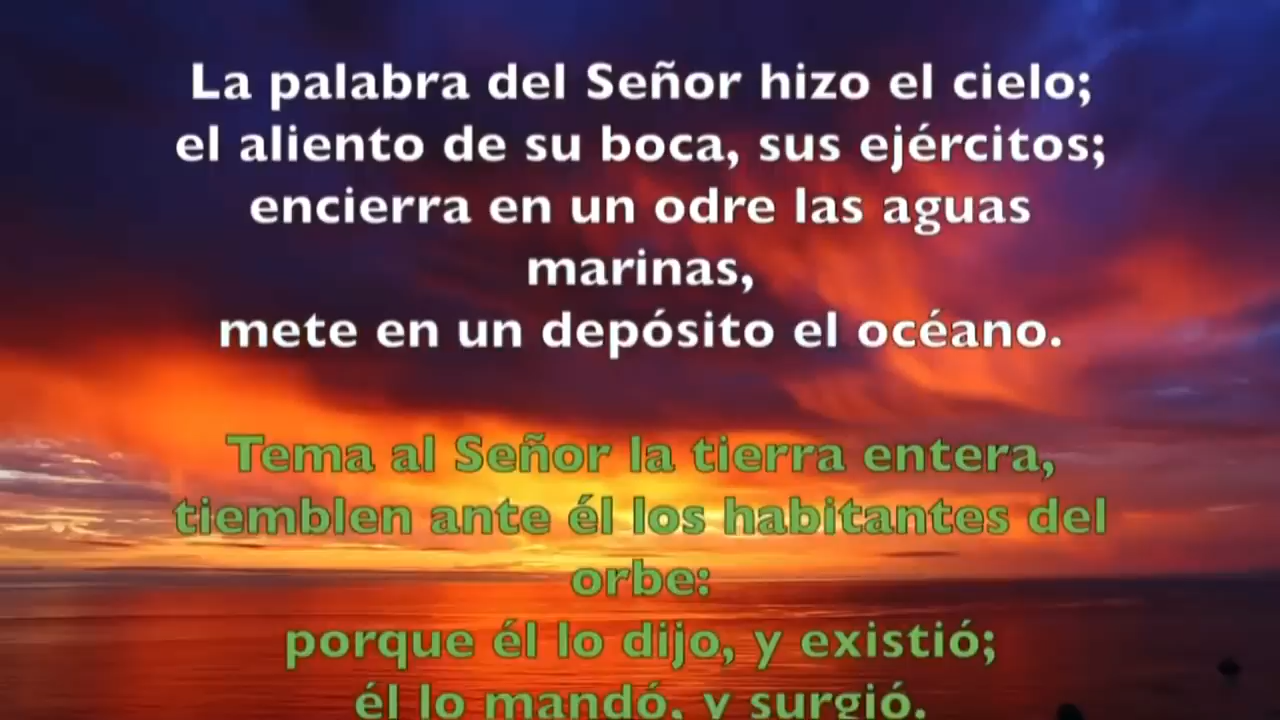 La palabra del Señor hizo el cielo;
el aliento de su boca, sus ejércitos;
encierra en un odre las aguas
marinas,
mete en un depósito el océano.
Tema al Señor la tierra entera,
tiemblen ante él los habitantes del
orbe:
porque él lo dijo, y existió;
él lo mandó, y surgió.